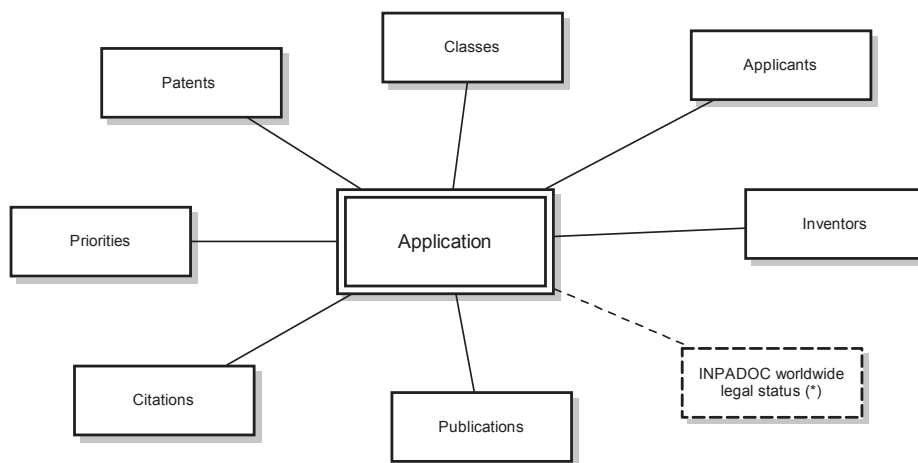 Classes
Applicants
Patents
Inventors
Priorities
Application
INPADOC worldwide
legal status (*)
Citations
Publications